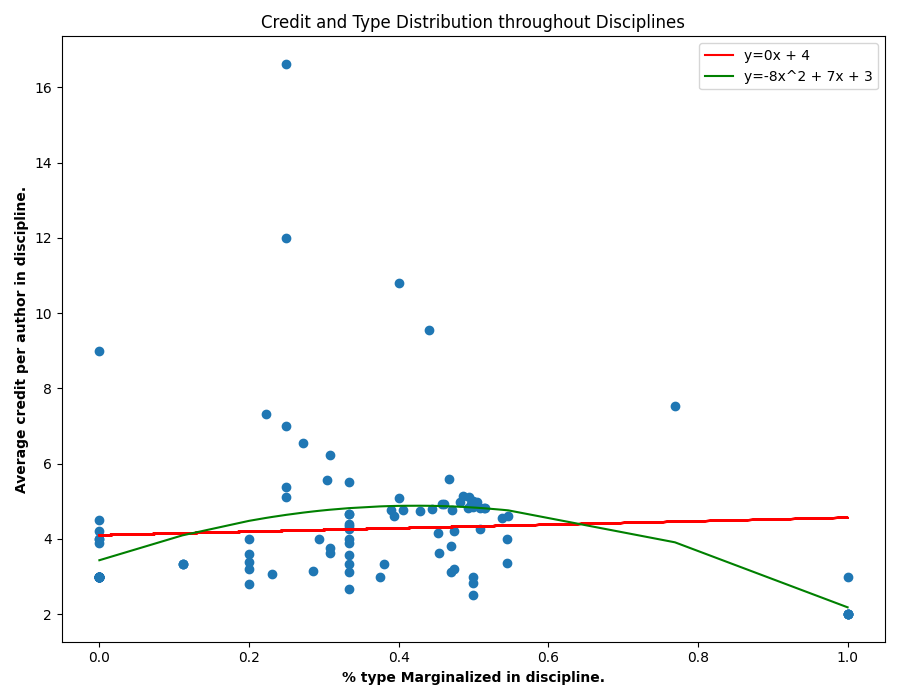 Credit and Type Distribution throughout Disciplines
y=0x + 4
y=-8x^2 + 7x + 3
Average credit per author in discipline.
16
14
12
10
8
6
4
2
0.0 0.2 0.4 0.6 0.8 1.0
% type Marginalized in discipline.